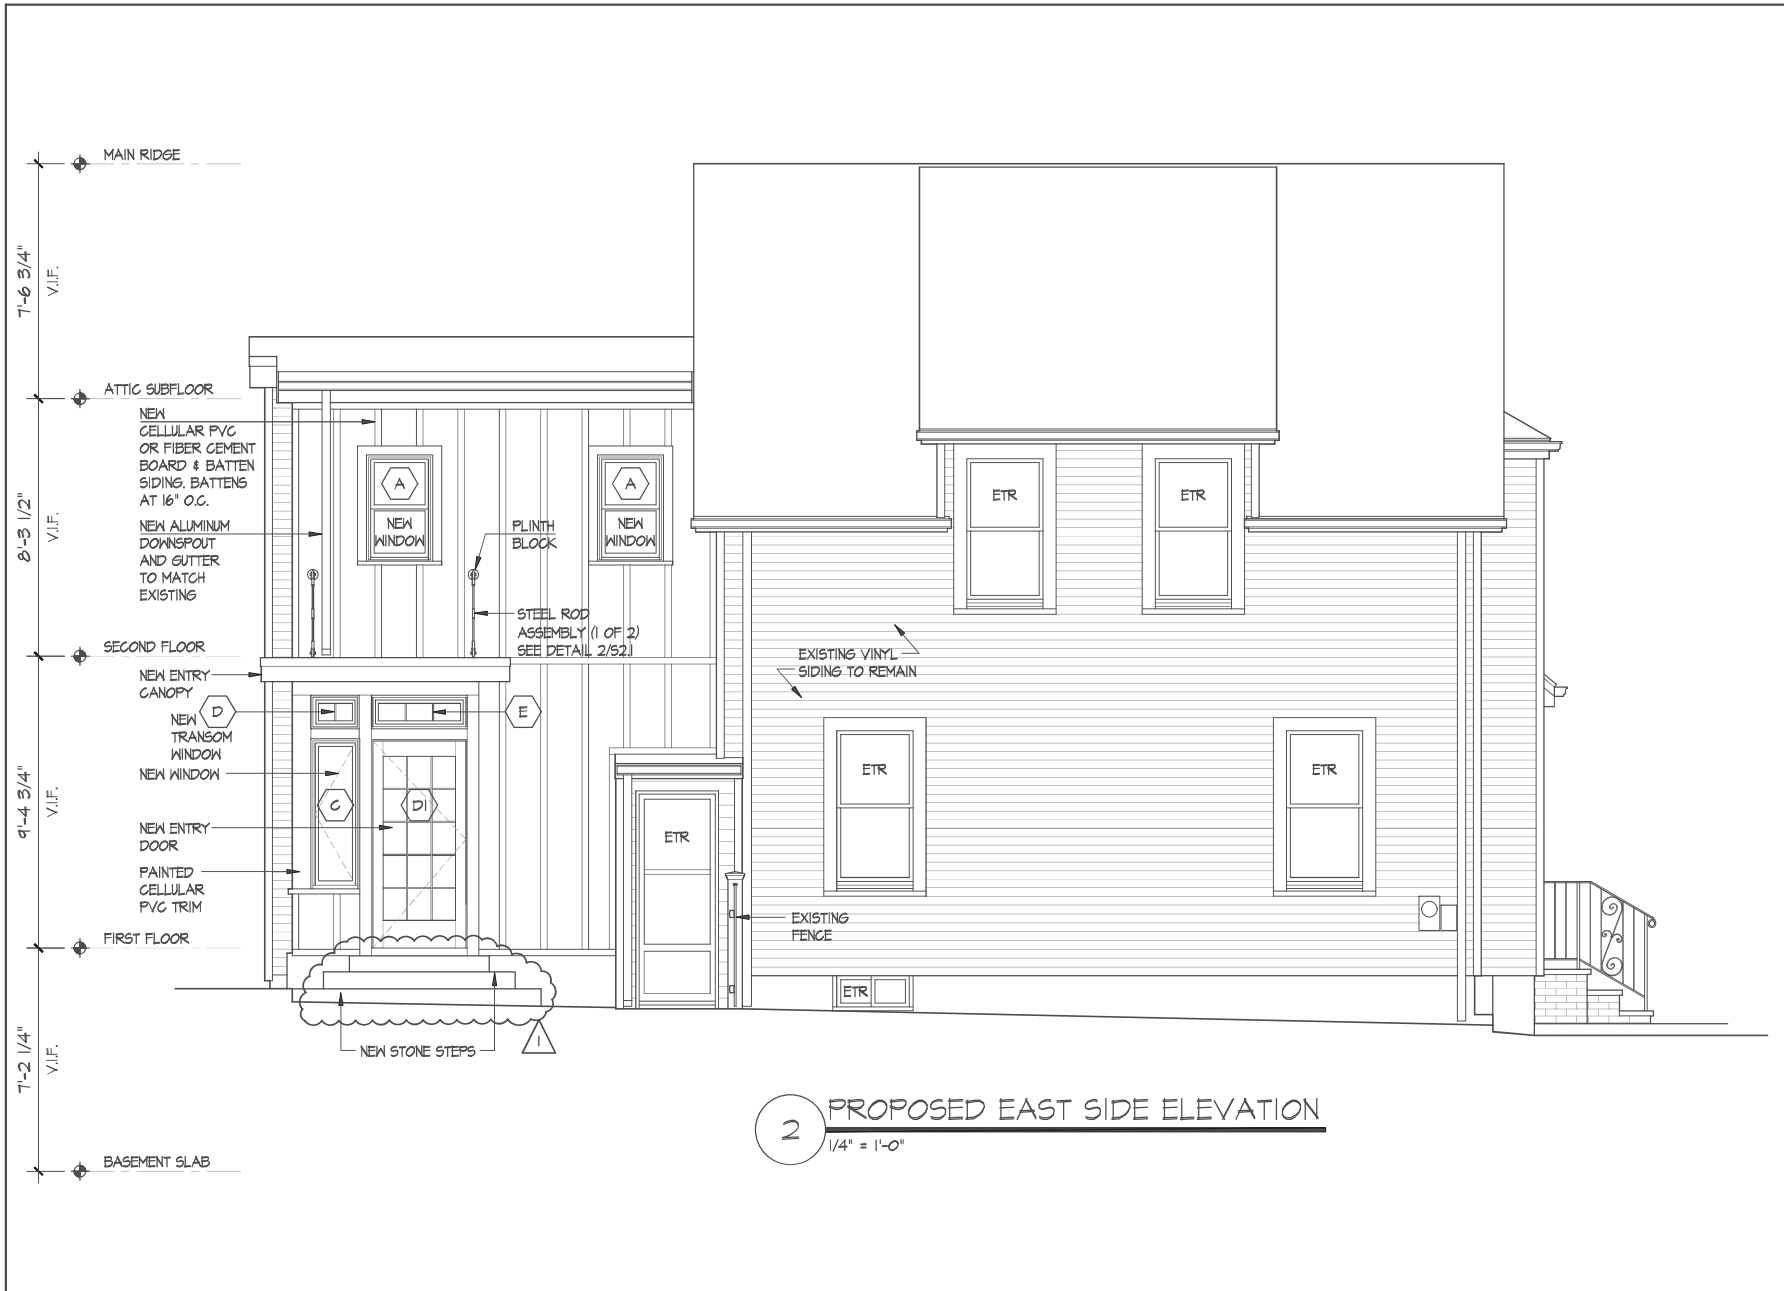 MAIN RIDGE
7'-6 3/4"
V.I.F.
ATTIC SUBFLOOR
NEW
CELLULAR PVC
OR FIBER CEMENT
BOARD & BATTEN
SIDING. BATTENS
AT 16" O.C.
NEW ALUMINUM
DOWNSPOUT
AND GUTTER
TO MATCH
EXISTING
8'-3 1/2"
V.I.F.
A
NEW
WINDOW
A
NEW
WINDOW
PLINTH
BLOCK
STEEL ROD
ASSEMBLY (1 OF 2)
SEE DETAIL 2/S2.1
ETR
ETR
SECOND FLOOR
NEW ENTRY
CANOPY
D
E
NEW
TRANSOM
WINDOW
NEW WINDOW
C
D1
NEW ENTRY
DOOR
PAINTED
CELLULAR
PVC TRIM
9'-4 3/4"
V.I.F.
EXISTING VINYL
SIDING TO REMAIN
ETR
ETR
ETR
EXISTING
FENCE
ETR
FIRST FLOOR
NEW STONE STEPS
1
7'-2 1/4"
V.I.F.
BASEMENT SLAB
2
PROPOSED EAST SIDE ELEVATION
1/4" = 1'-0"